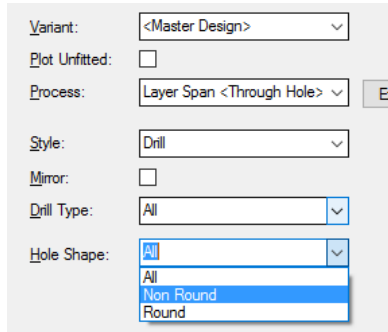 Variant: <Master Design>
Plot Unfitted:
Process: Layer Span <Through Hole> E
Style: Drill
Mirror:
Drill Type: All
Hole Shape: All
All
Non Round
Round